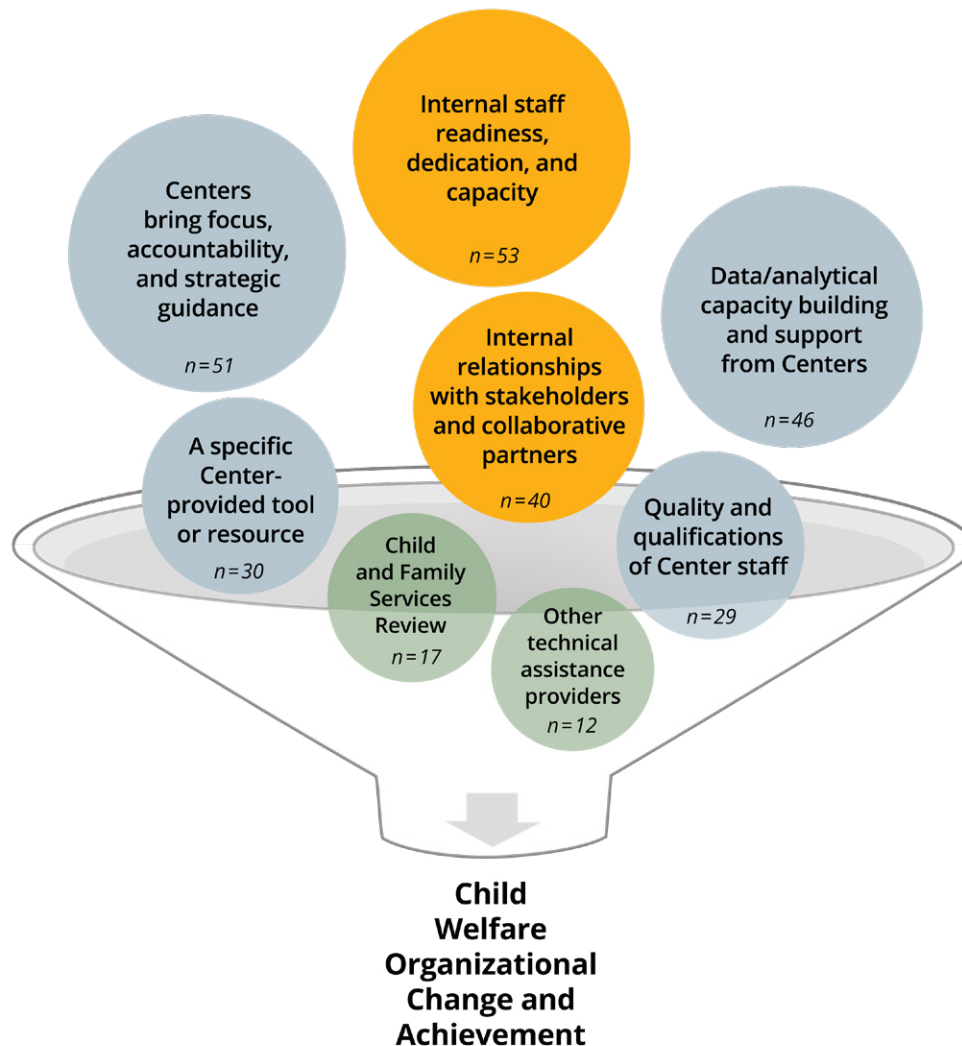 Internal staff
readiness,
dedication, and
capacity
n=53
Centers
bring focus,
accountability,
and strategic
guidance
n=51
Data/analytical
capacity building
and support
from Centers
n=46
Internal
relationships
with stakeholders
and collaborative
partners
n=40
A specific
Center-
provided tool
or resource
n=30
Quality and
qualifications
of Center staff
n=29
Child
and Family
Services
Review
n=17
Other
technical
assistance
providers
n=12
Child
Welfare
Organizational
Change and
Achievement